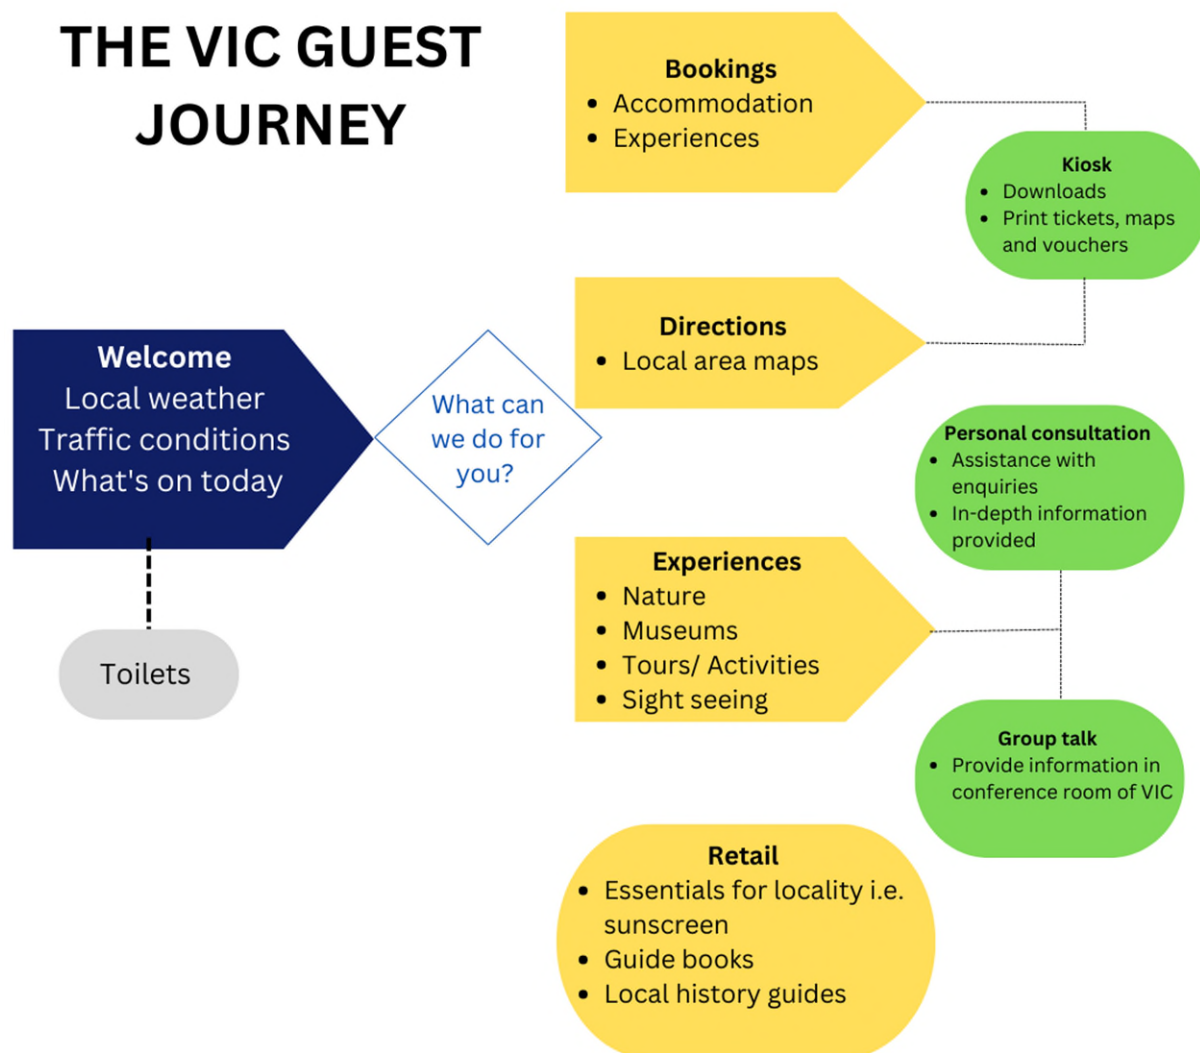 THE VIC GUEST
JOURNEY
Bookings
• Accommodation
• Experiences
Kiosk
• Downloads
• Print tickets, maps
and vouchers
Directions
• Local area maps
Welcome
Local weather
Traffic conditions
What's on today
What can
we do for
you?
Toilets
Personal consultation
• Assistance with
enquiries
• In-depth information
provided
Experiences
• Nature
• Museums
• Tours/ Activities
• Sight seeing
Group talk
• Provide information in
conference room of VIC
Retail
• Essentials for locality i.e.
sunscreen
• Guide books
• Local history guides